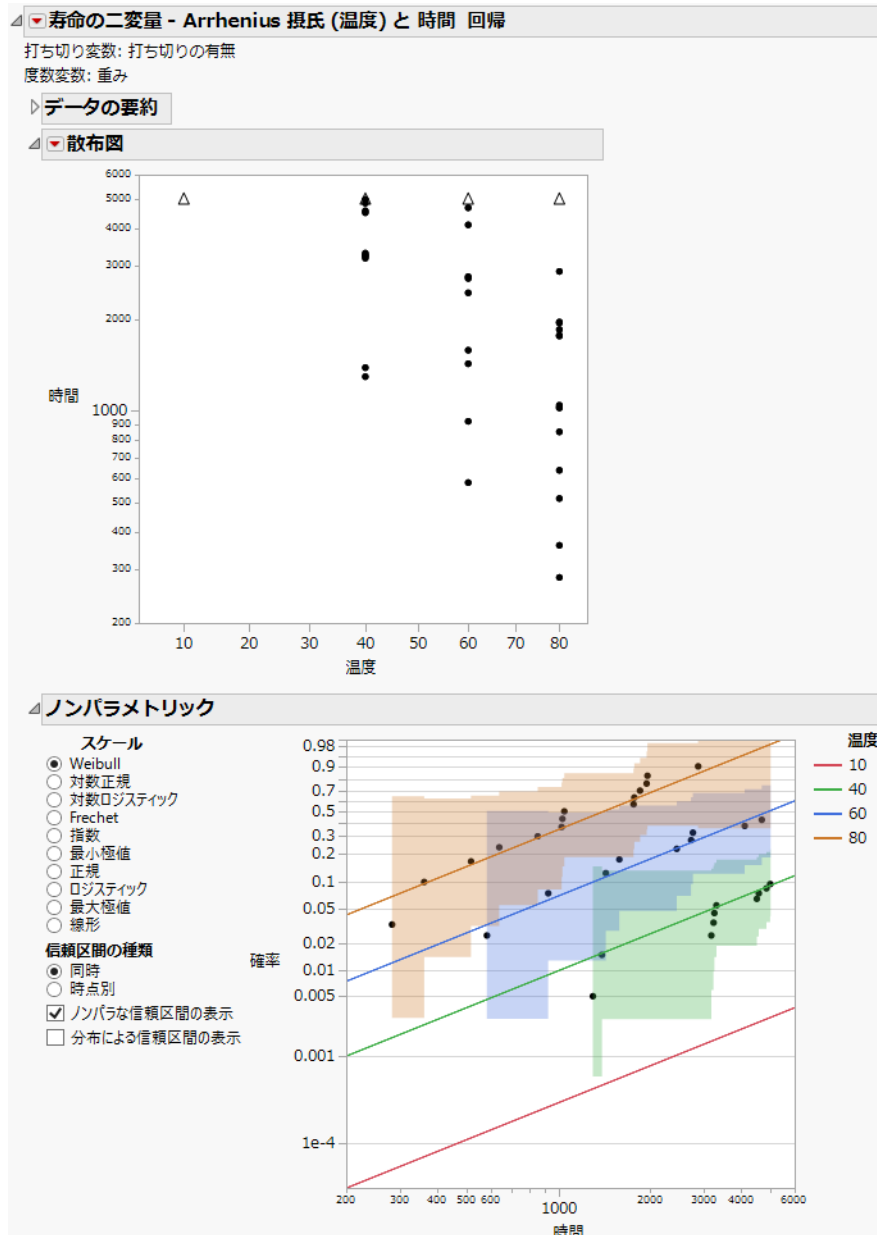 寿命の二変量 - Arrhenius 摂氏 (温度) と 時間 回帰
打ち切り変数: 打ち切りの有無
度数変数: 重み
データの要約
散布図
6000
5000
4000
3000
2000
1000
900
800
700
600
500
400
300
200
時間
10 20 30 40 50 60 70 80
温度
ノンパラメトリック
スケール
Weibull
対数正規
対数ロジスティック
Frechet
指数
最小極値
正規
ロジスティック
最大極値
線形
信頼区間の種類
同時
時点別
ノンパラな信頼区間の表示
分布による信頼区間の表示
確率
0.98
0.9
0.7
0.5
0.3
0.2
0.1
0.05
0.02
0.01
0.005
0.001
1e-4
200 300 400 500 600 1000 2000 3000 4000 6000
時間
温度
10
40
60
80